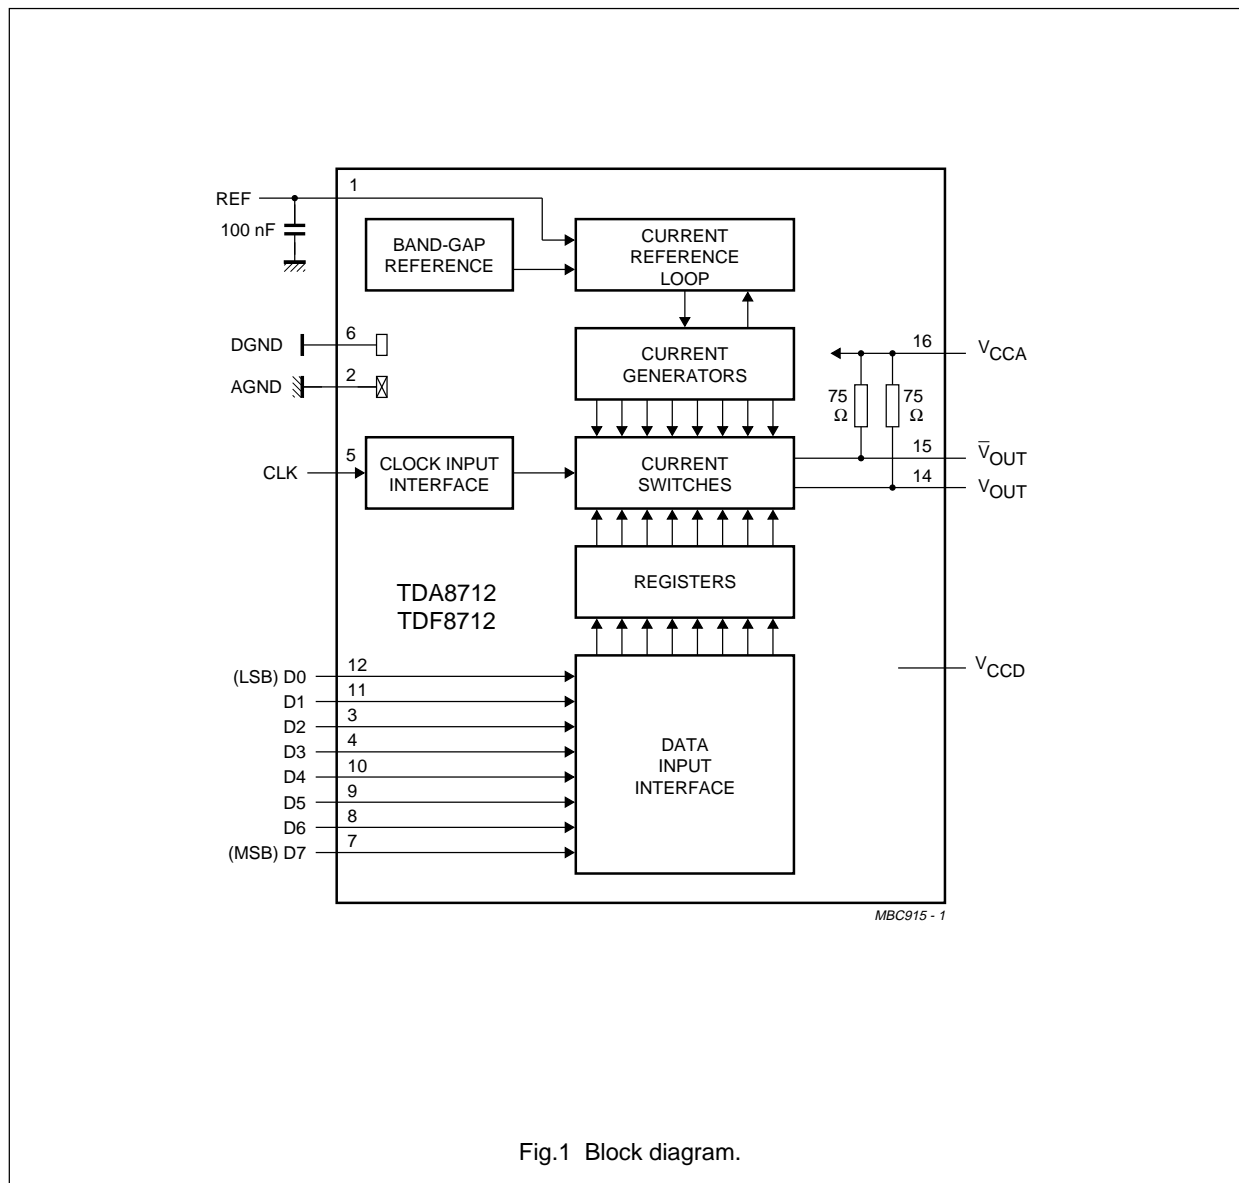 REF
1
100 nF
BAND-GAP
REFERENCE
CURRENT
REFERENCE
LOOP
DGND
6
AGND
2
CURRENT
GENERATORS
16
VCCA
75
Ω
75
Ω
CLK
5
CLOCK INPUT
INTERFACE
CURRENT
SWITCHES
15
V̅OUT
14
VOUT
REGISTERS
TDA8712
TDF8712
VCCD
(LSB) D0
12
D1
11
D2
3
D3
4
D4
10
D5
9
D6
8
(MSB) D7
7
DATA
INPUT
INTERFACE
MBC915 - 1
Fig.1 Block diagram.